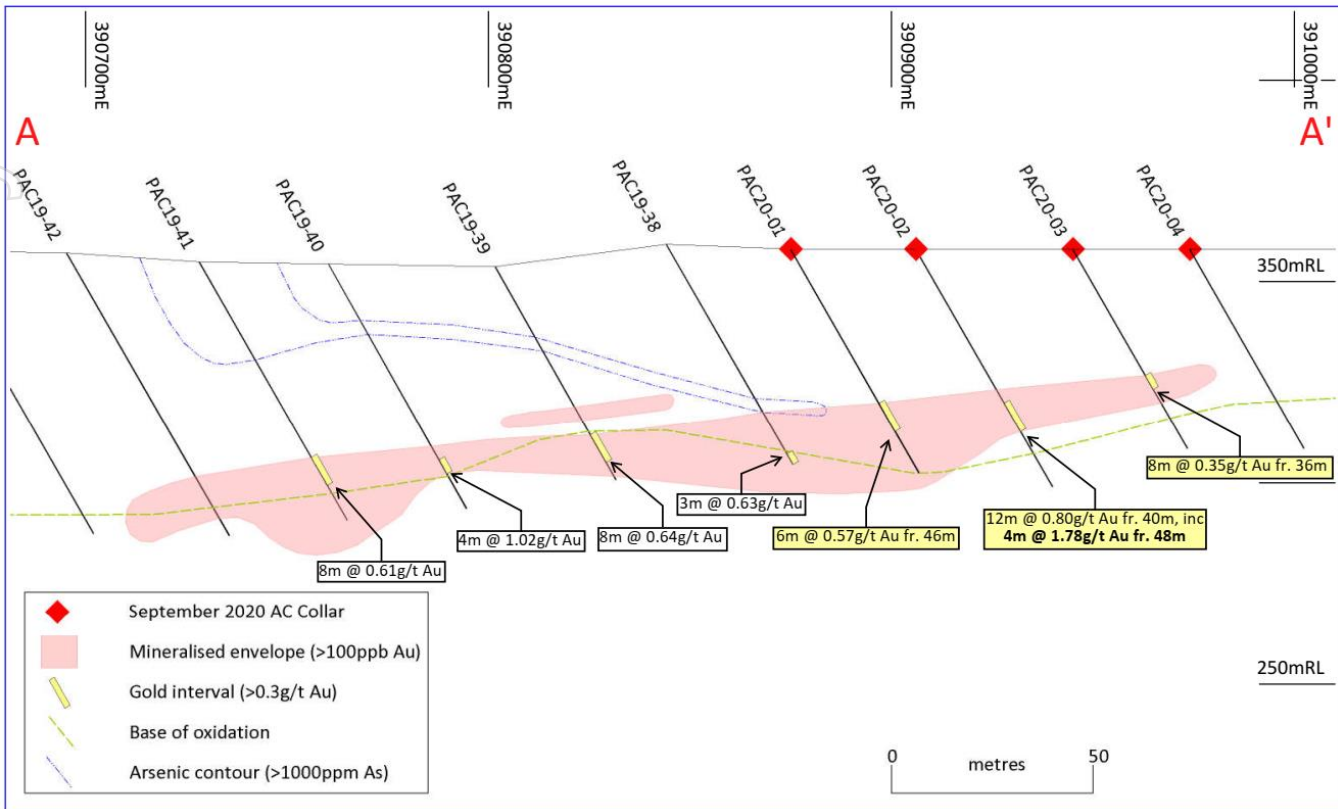 390700mE
390800mE
390900mE
391000mE
A
A'
PAC19-42
PAC19-41
PAC19-40
PAC19-39
PAC19-38
PAC20-01
PAC20-02
PAC20-03
PAC20-04
350mRL
8m @ 0.35g/t Au fr. 36m
3m @ 0.63g/t Au
12m @ 0.80g/t Au fr. 40m, inc
4m @ 1.78g/t Au fr. 48m
4m @ 1.02g/t Au
8m @ 0.64g/t Au
6m @ 0.57g/t Au fr. 46m
8m @ 0.61g/t Au
September 2020 AC Collar
Mineralised envelope (>100ppb Au)
Gold interval (>0.3g/t Au)
Base of oxidation
Arsenic contour (>1000ppm As)
250mRL
0 metres 50